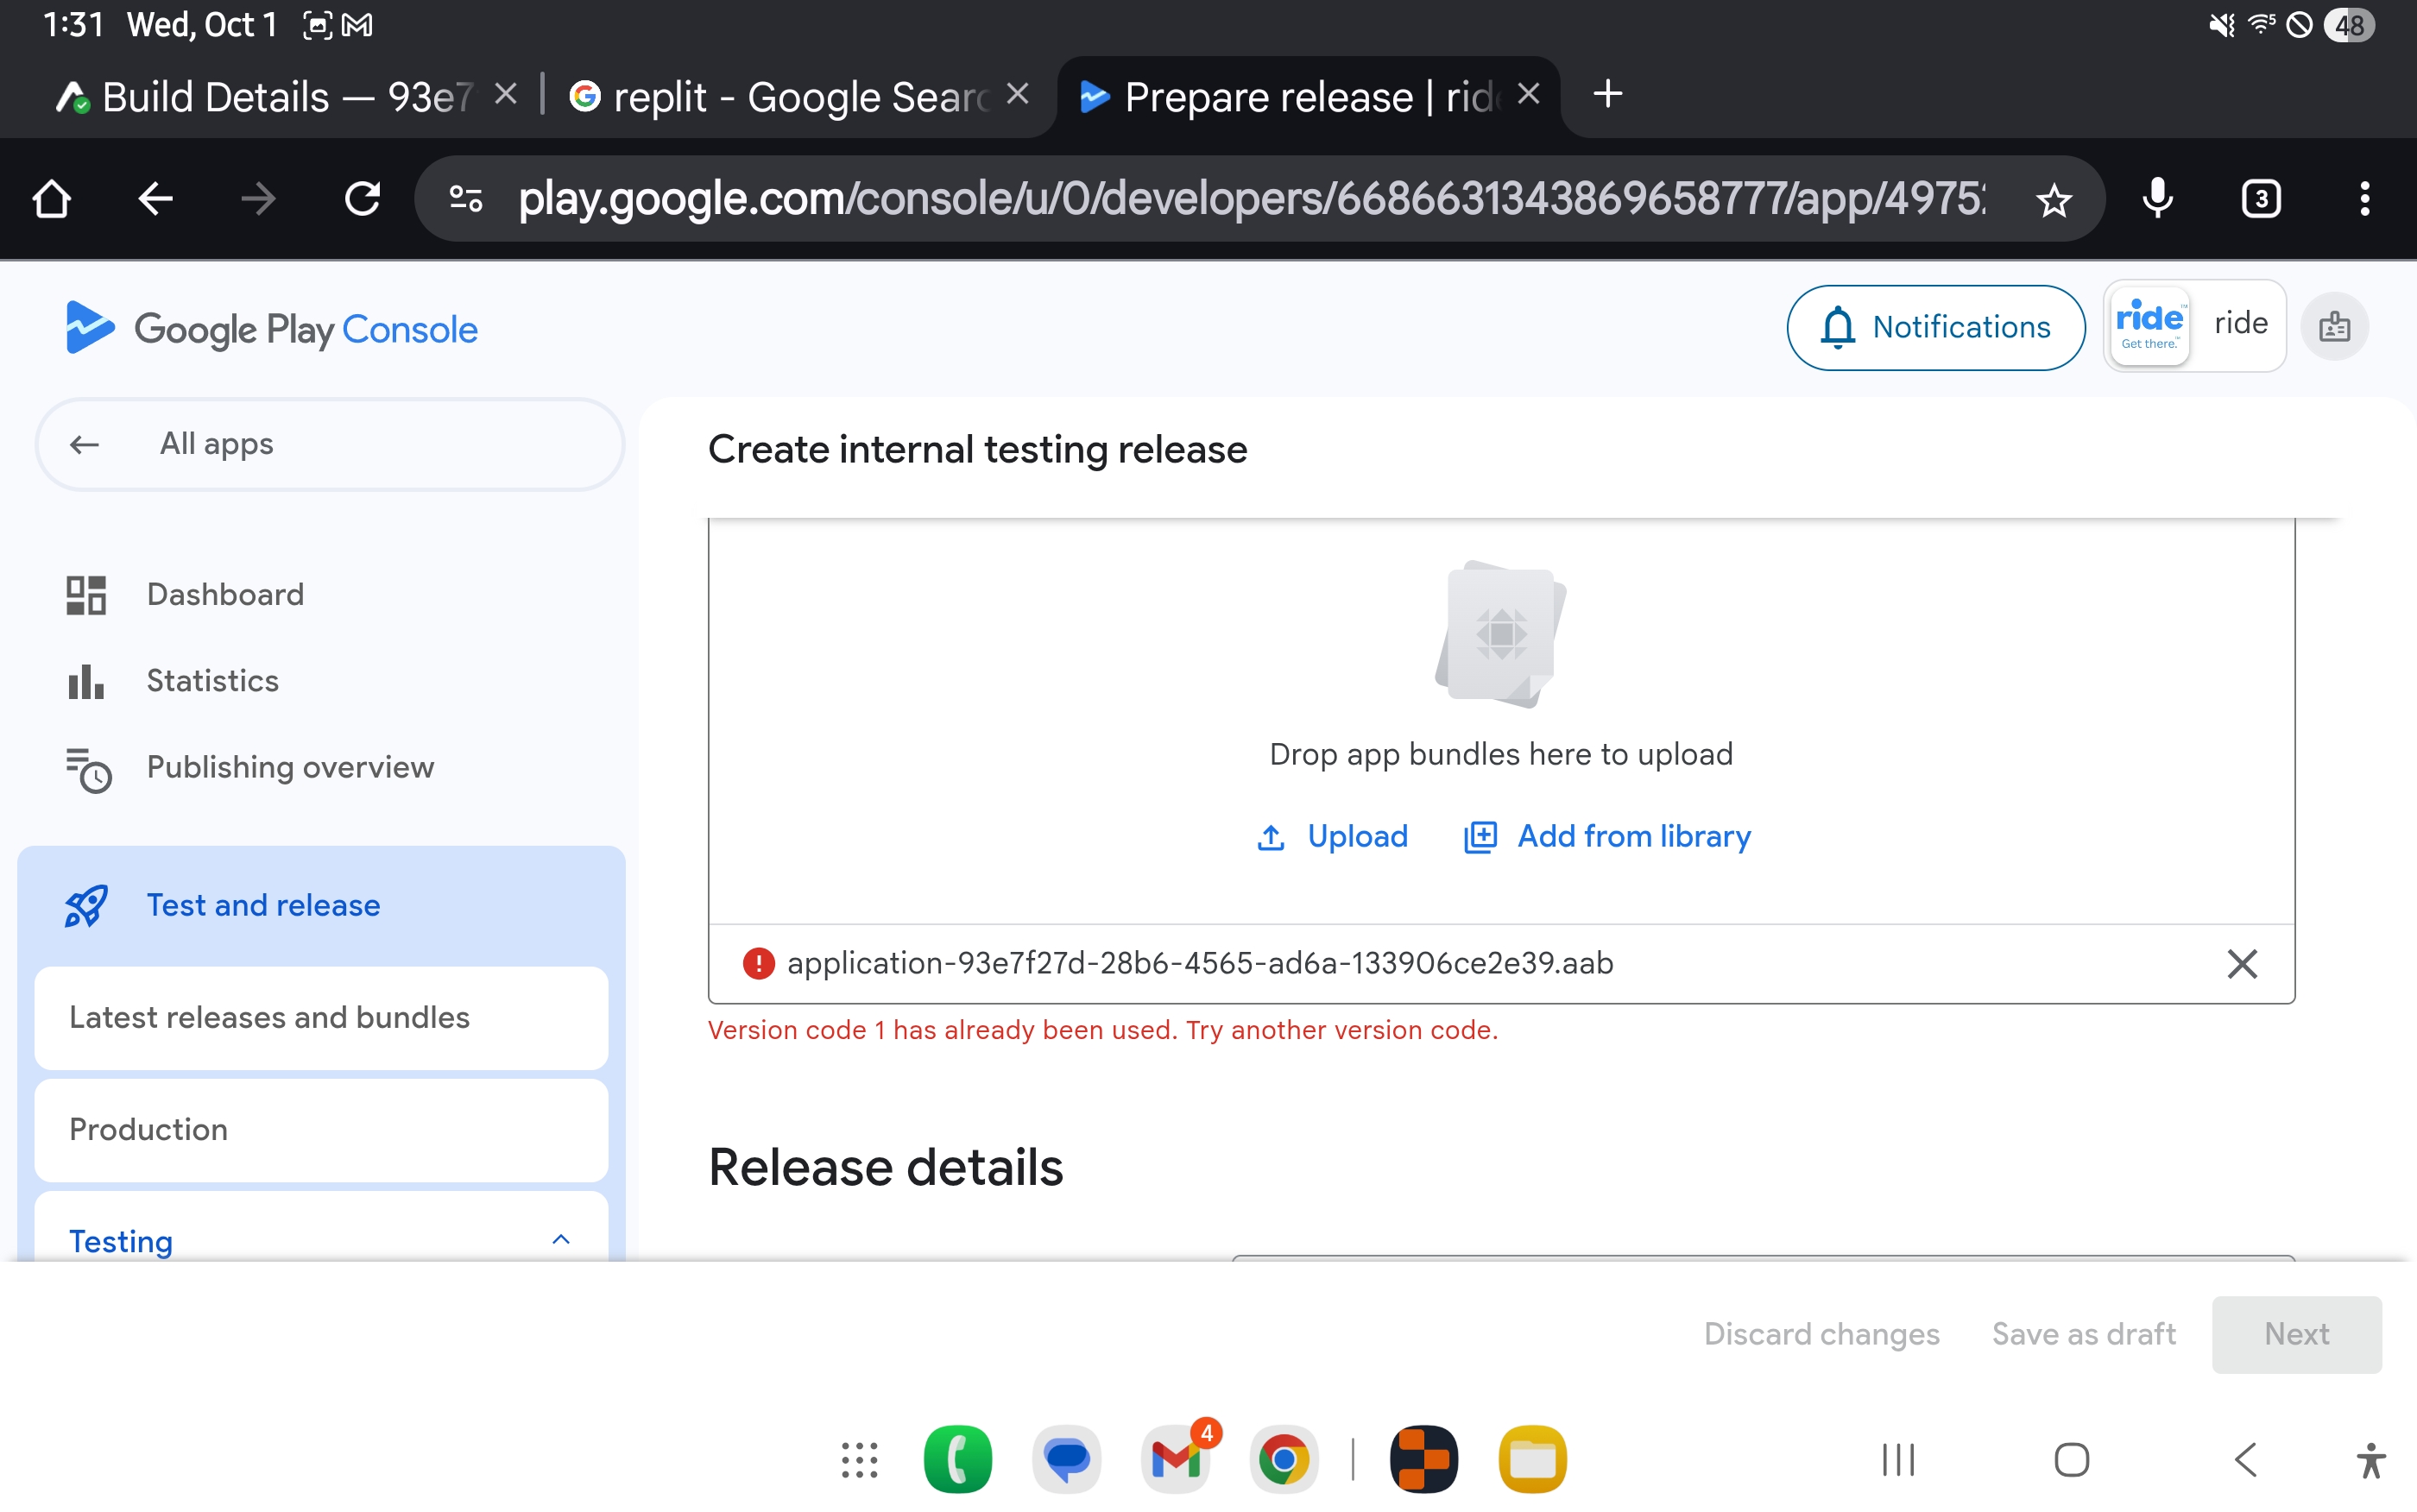 1:31 Wed, Oct 1
48
Build Details — 93e7
replit - Google Searc
Prepare release | rid
play.google.com/console/u/0/developers/6686631343869658777/app/4975
3
Google Play Console
Notifications
ride
Get there.
ride
All apps
Create internal testing release
Dashboard
Statistics
Publishing overview
Test and release
Latest releases and bundles
Production
Testing
Drop app bundles here to upload
Upload
Add from library
application-93e7f27d-28b6-4565-ad6a-133906ce2e39.aab
Version code 1 has already been used. Try another version code.
Release details
Discard changes
Save as draft
Next
4